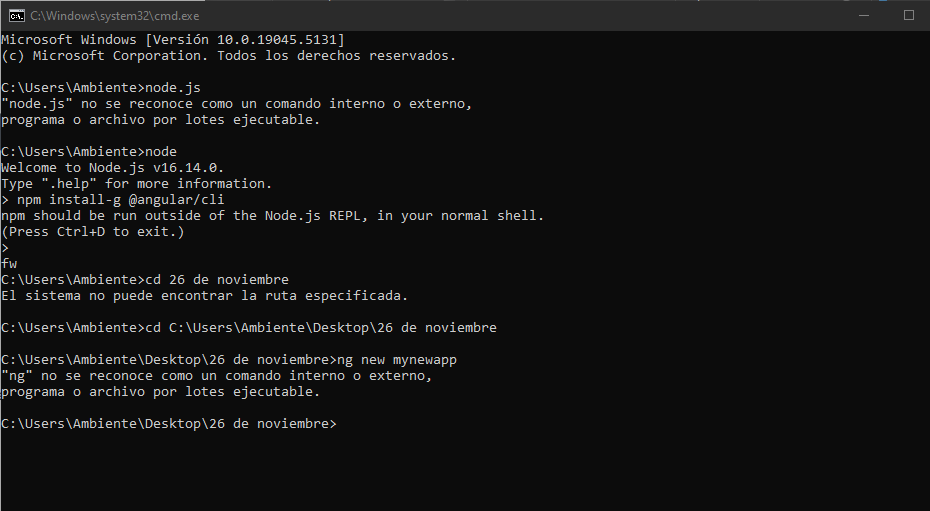 C:\Windows\system32\cmd.exe
Microsoft Windows [Versión 10.0.19045.5131]
(c) Microsoft Corporation. Todos los derechos reservados.
C:\Users\Ambiente>node.js
"node.js" no se reconoce como un comando interno o externo,
programa o archivo por lotes ejecutable.
C:\Users\Ambiente>node
Welcome to Node.js v16.14.0.
Type ".help" for more information.
> npm install-g @angular/cli
npm should be run outside of the Node.js REPL, in your normal shell.
(Press Ctrl+D to exit.)
>
fw
C:\Users\Ambiente>cd 26 de noviembre
El sistema no puede encontrar la ruta especificada.
C:\Users\Ambiente>cd C:\Users\Ambiente\Desktop\26 de noviembre
C:\Users\Ambiente\Desktop\26 de noviembre>ng new mynewapp
"ng" no se reconoce como un comando interno o externo,
programa o archivo por lotes ejecutable.
C:\Users\Ambiente\Desktop\26 de noviembre>